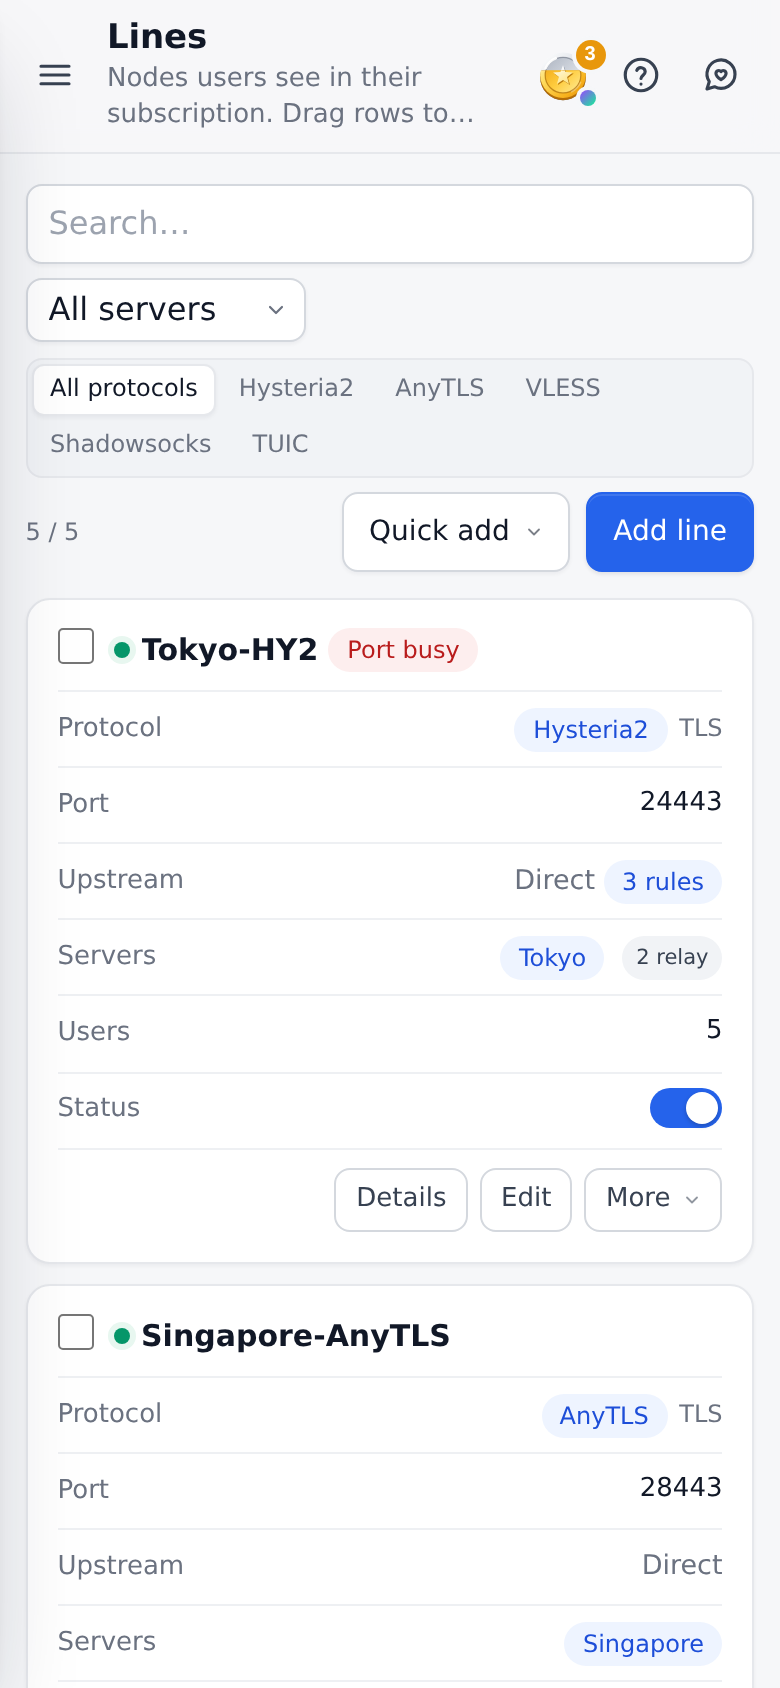 Lines
Nodes users see in their
subscription. Drag rows to…
3
Search…
All servers
All protocols Hysteria2 AnyTLS VLESS
Shadowsocks TUIC
5 / 5 Quick add Add line
Tokyo-HY2 Port busy
Protocol Hysteria2 TLS
Port 24443
Upstream Direct 3 rules
Servers Tokyo 2 relay
Users 5
Status
Details Edit More
Singapore-AnyTLS
Protocol AnyTLS TLS
Port 28443
Upstream Direct
Servers Singapore